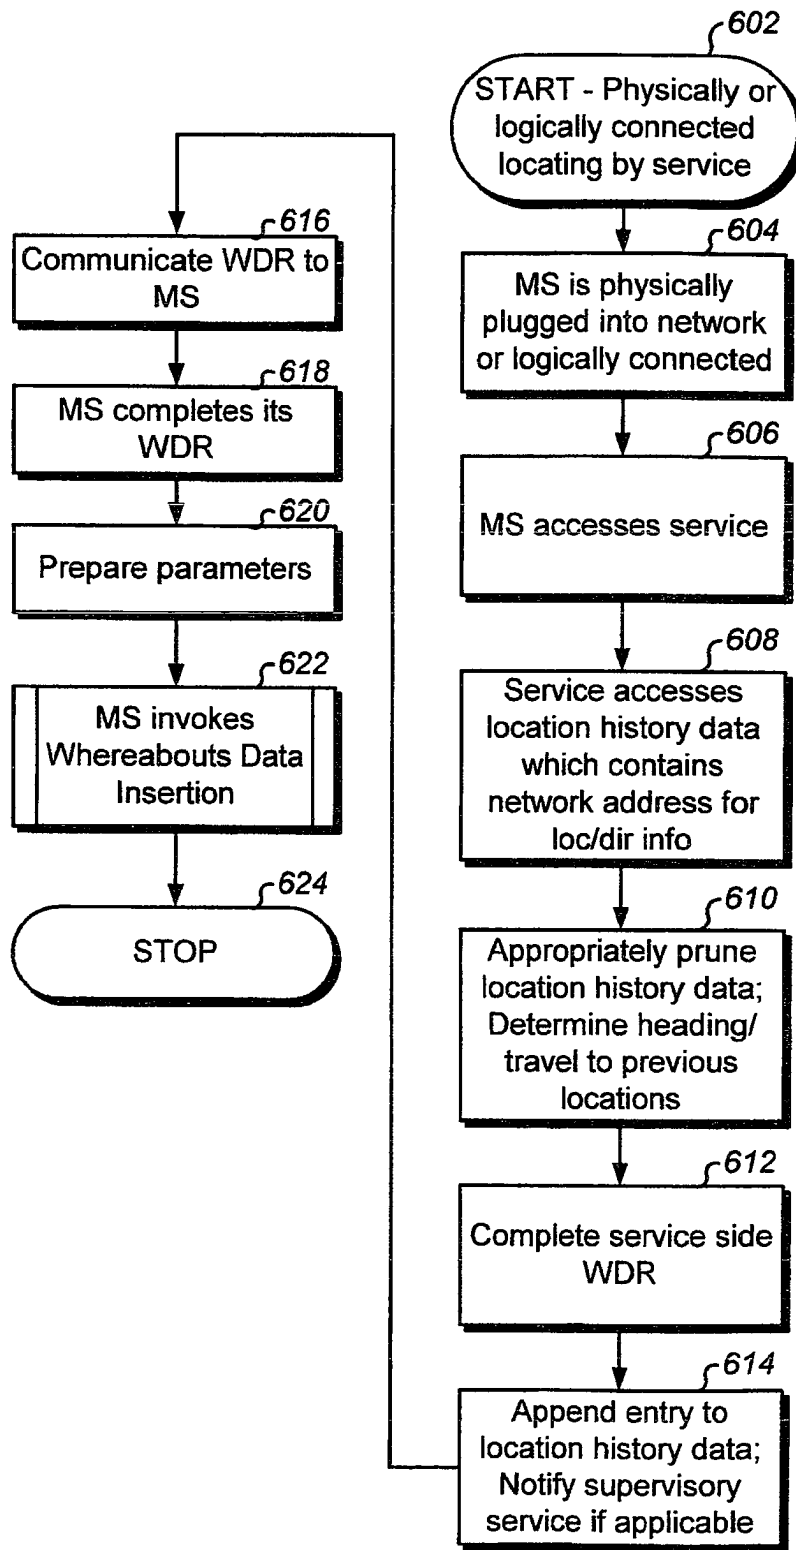 602
START - Physically or
logically connected
locating by service
604
MS is physically
plugged into network
or logically connected
606
MS accesses service
608
Service accesses
location history data
which contains
network address for
loc/dir info
610
Appropriately prune
location history data;
Determine heading/
travel to previous
locations
612
Complete service side
WDR
614
Append entry to
location history data;
Notify supervisory
service if applicable
616
Communicate WDR to
MS
618
MS completes its
WDR
620
Prepare parameters
622
MS invokes
Whereabouts Data
Insertion
624
STOP